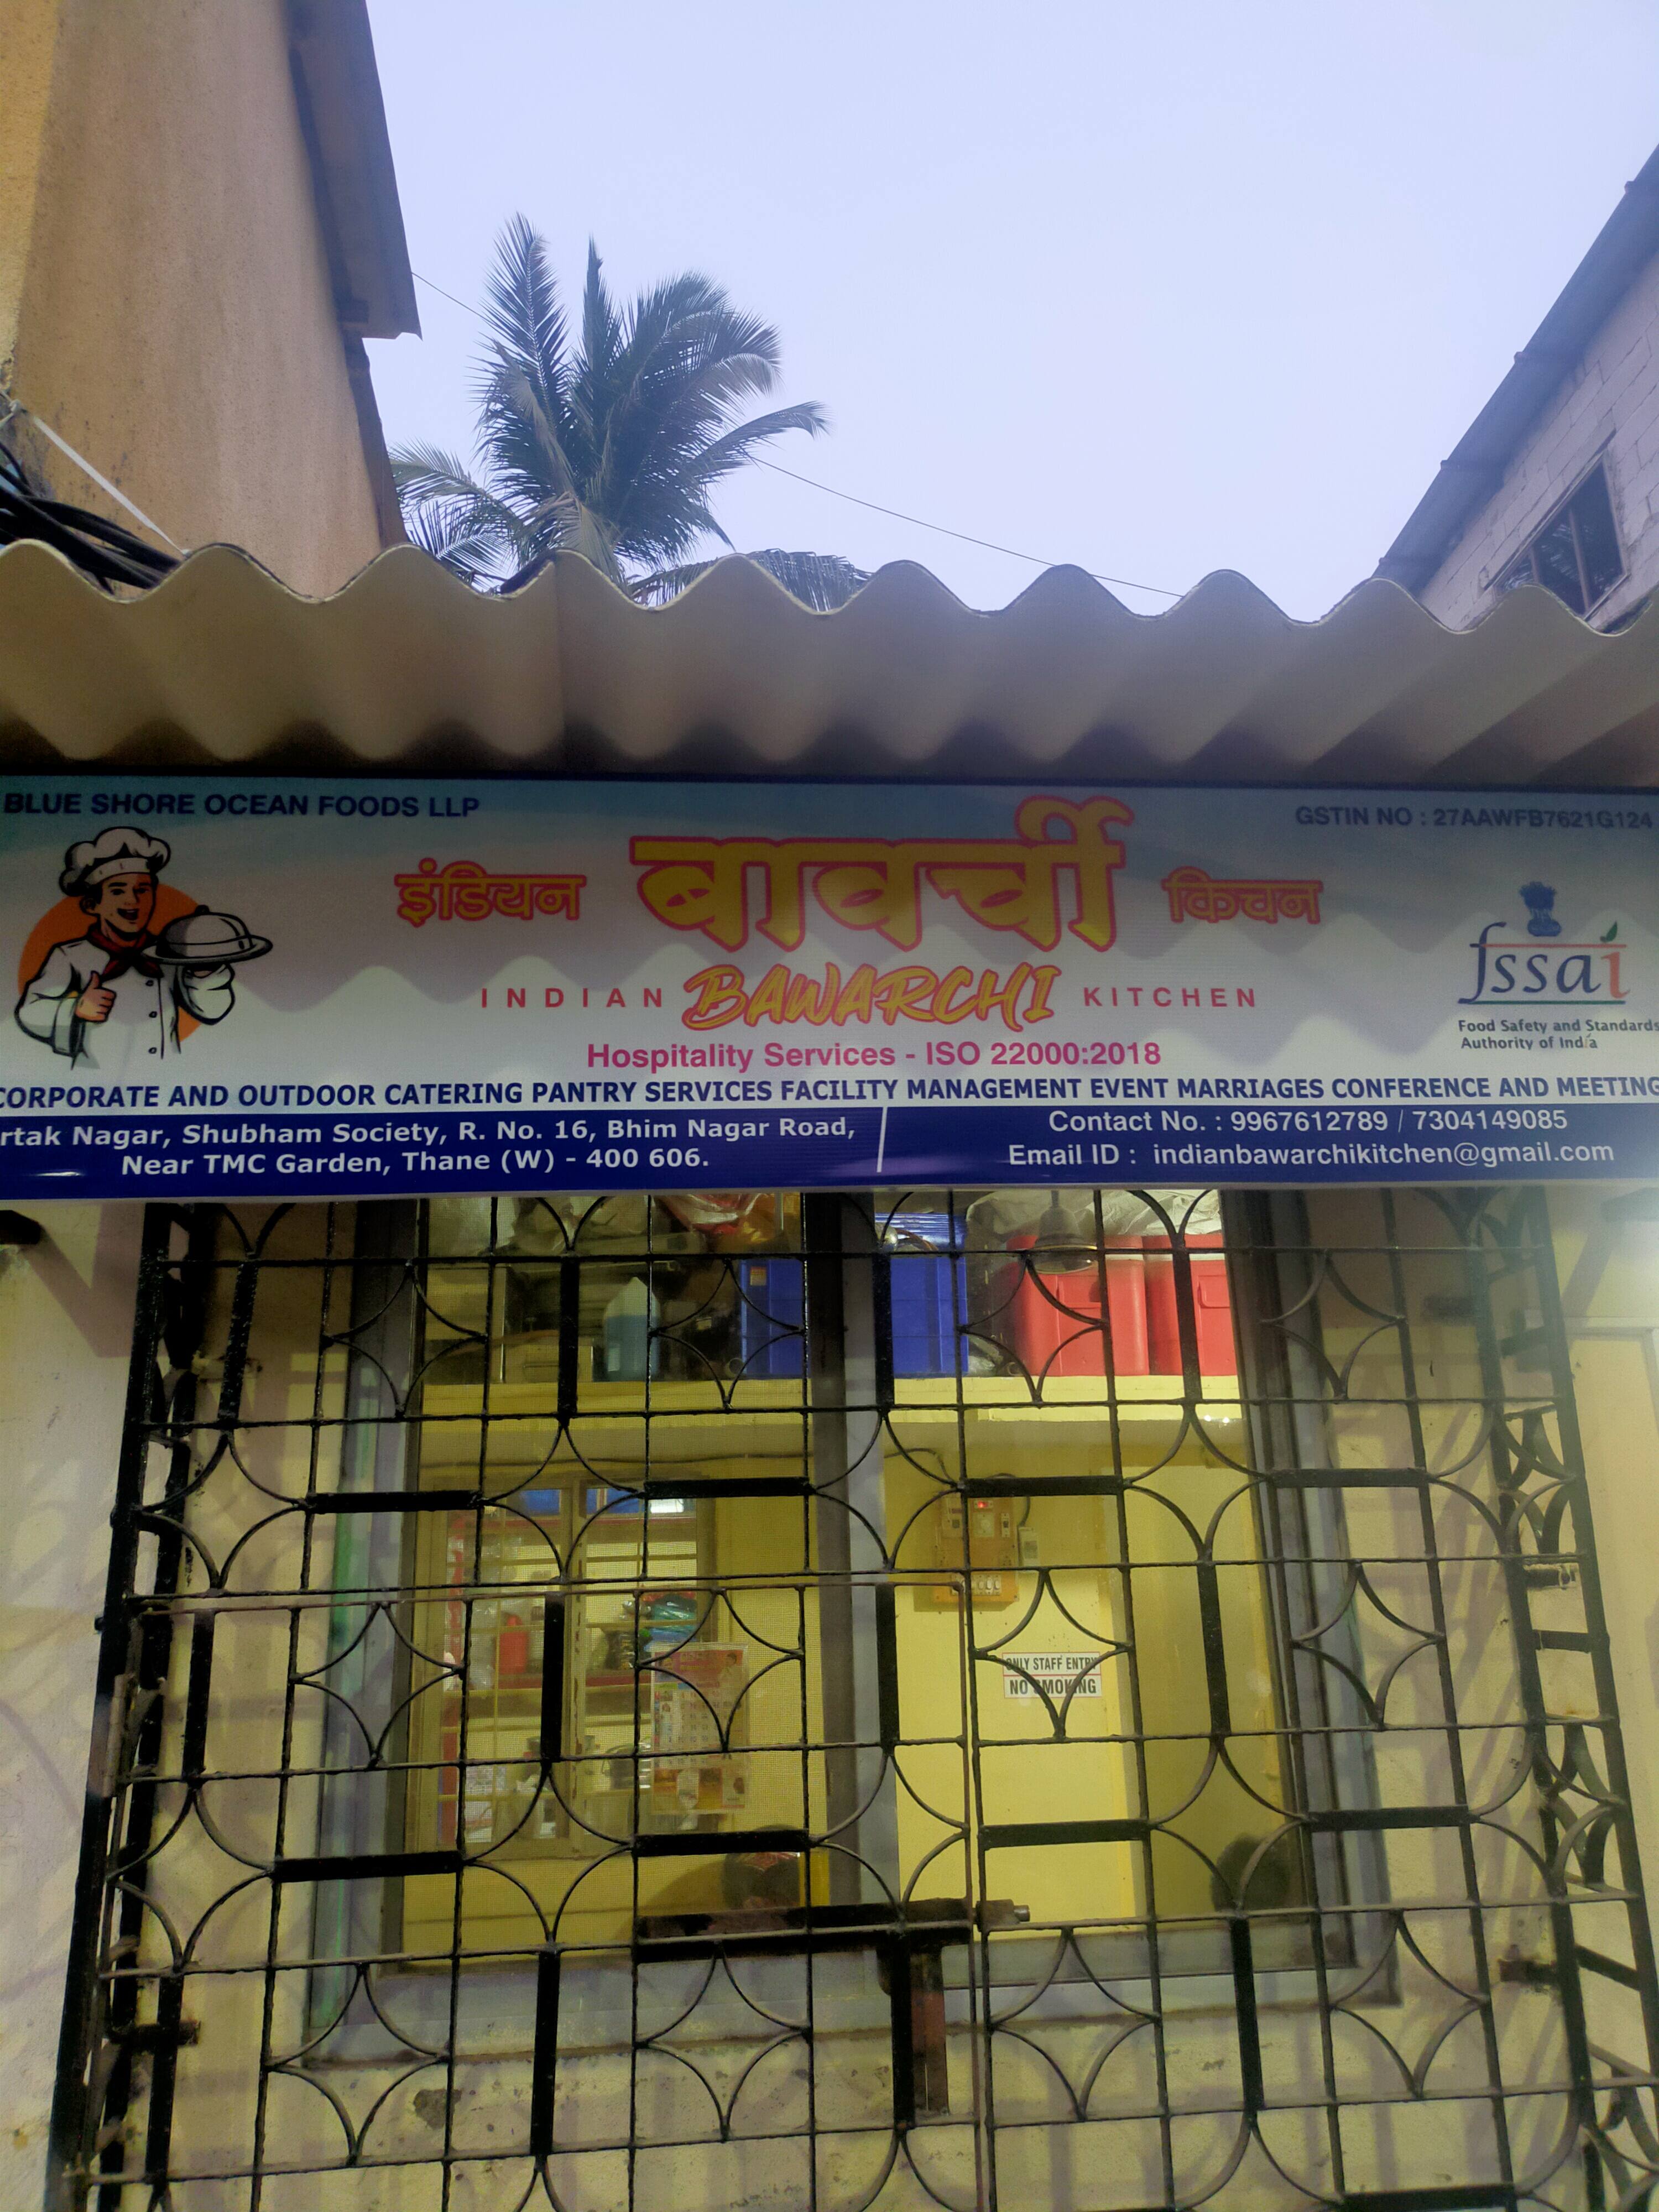 BLUE SHORE OCEAN FOODS LLP
GSTIN NO : 27AAWFB7621G124
इंडियन बावर्ची किचन
INDIAN BAWARCHI KITCHEN
fssai
Food Safety and Standards
Authority of India
Hospitality Services - ISO 22000:2018
CORPORATE AND OUTDOOR CATERING PANTRY SERVICES FACILITY MANAGEMENT EVENT MARRIAGES CONFERENCE AND MEETING
rtak Nagar, Shubham Society, R. No. 16, Bhim Nagar Road,
Near TMC Garden, Thane (W) - 400 606.
Contact No. : 9967612789 / 7304149085
Email ID : indianbawarchikitchen@gmail.com
ONLY STAFF ENTRY
NO SMOKING